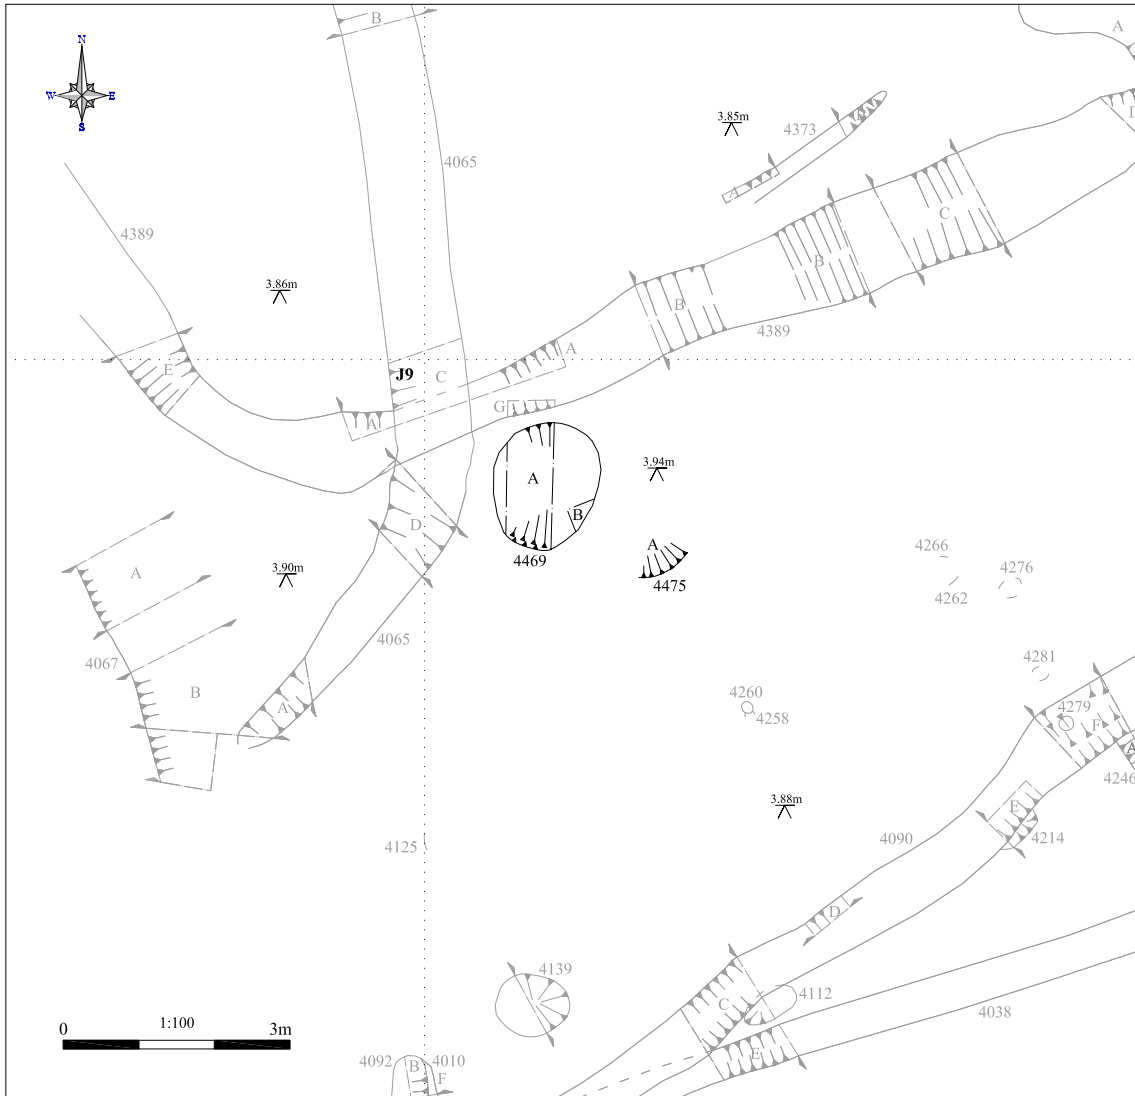 B
A
N
W E
S
D
3.85m
4373
A
4065
C
4389
B
3.86m
B
4389
A
E
J9
C
G
A
3.94m
A
B
D
4469
A
4475
4266
4276
4262
3.90m
A
4065
4067
4281
B
4260
4258
4279
A
F
A
4246
3.88m
E
4214
4125
4090
D
4139
4112
C
4038
0 1:100 3m
E
4092 B 4010
F